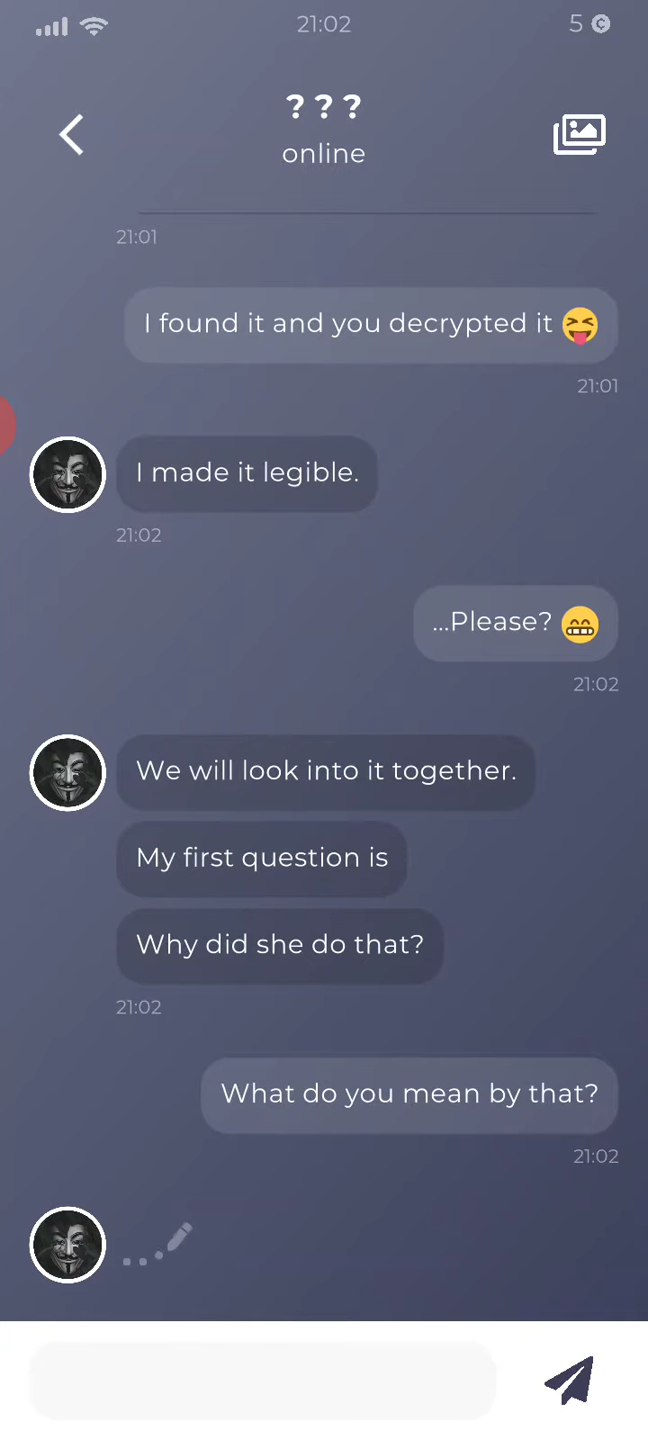 21:02
5
???
online
21:01
I found it and you decrypted it 😝
21:01
I made it legible.
21:02
...Please? 😁
21:02
We will look into it together.
My first question is
Why did she do that?
21:02
What do you mean by that?
21:02